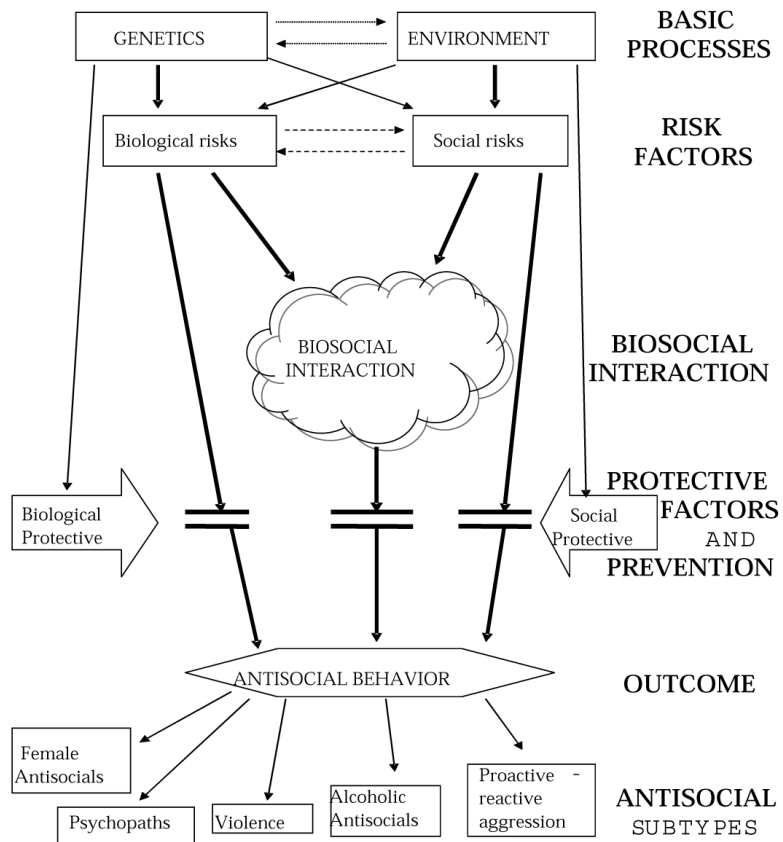 GENETICS
ENVIRONMENT
BASIC
PROCESSES
Biological risks
Social risks
RISK
FACTORS
BIOSOCIAL
INTERACTION
BIOSOCIAL
INTERACTION
Biological
Protective
Social
Protective
PROTECTIVE
FACTORS
AND
PREVENTION
ANTISOCIAL BEHAVIOR
OUTCOME
Female
Antisocials
Psychopaths
Violence
Alcoholic
Antisocials
Proactive -
reactive
aggression
ANTISOCIAL
SUBTYPES